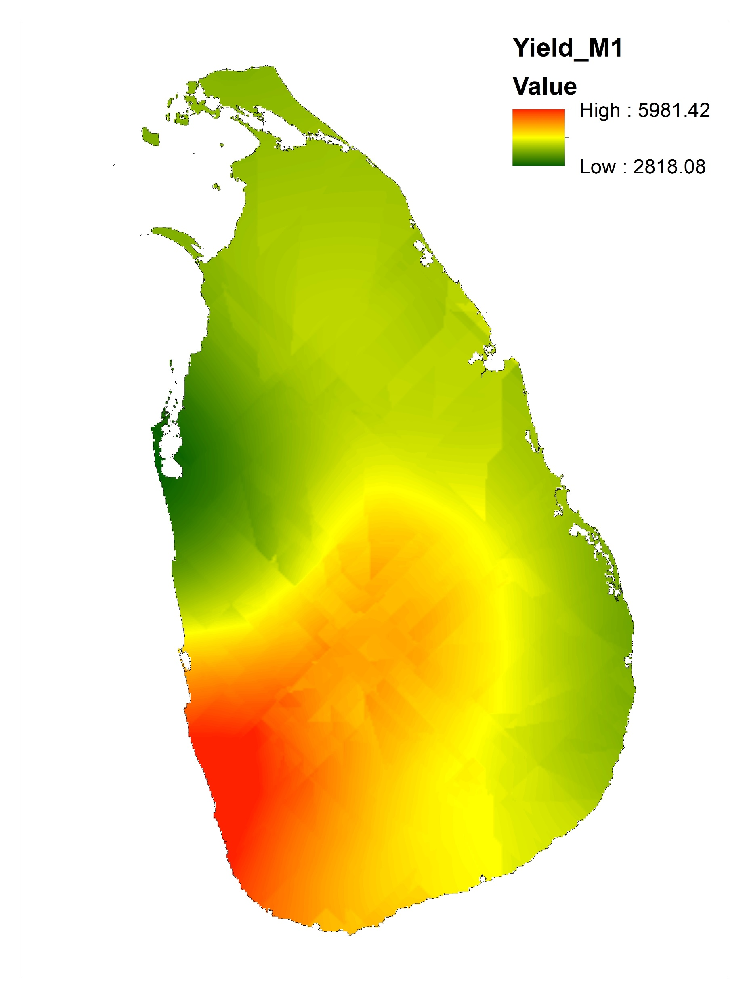 Yield_M1
Value
High : 5981.42
Low : 2818.08